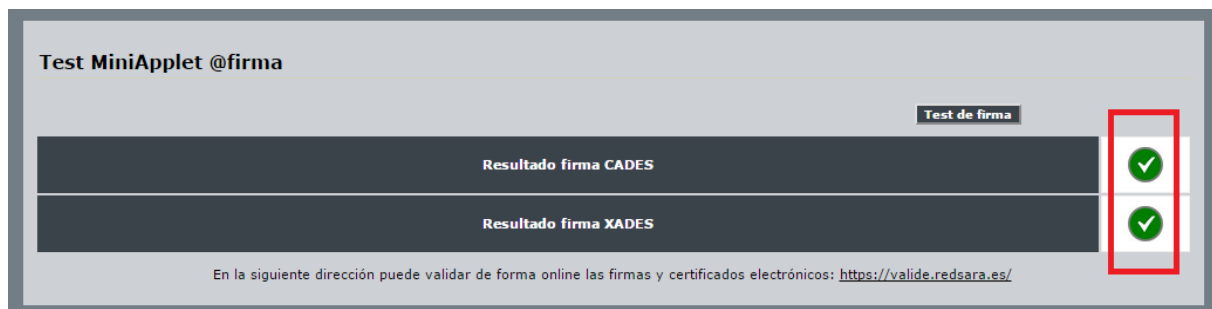 Test MiniApplet @firma
Test de firma
Resultado firma CADES
Resultado firma XADES
En la siguiente dirección puede validar de forma online las firmas y certificados electrónicos: https://valide.redsara.es/